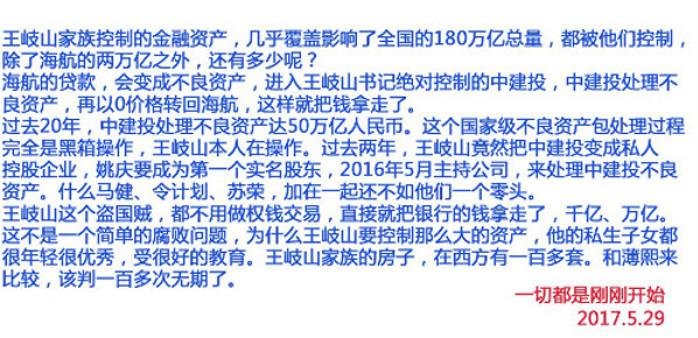 王岐山家族控制的金融资产，几乎覆盖影响了全国的180万亿总量，都被他们控制，
除了海航的两万亿之外，还有多少呢？
海航的贷款，会变成不良资产，进入王岐山书记绝对控制的中建投，中建投处理不
良资产，再以0价格转回海航，这样就把钱拿走了。
过去20年，中建投处理不良资产达50万亿人民币。这个国家级不良资产包处理过程
完全是黑箱操作，王岐山本人在操作。过去两年，王岐山竟然把中建投变成私人
控股企业，姚庆要成为第一个实名股东，2016年5月主持公司，来处理中建投不良
资产。什么马健、令计划、苏荣，加在一起还不如他们一个零头。
王岐山这个盗国贼，都不用做权钱交易，直接就把银行的钱拿走了，千亿、万亿。
这不是一个简单的腐败问题，为什么王岐山要控制那么大的资产，他的私生子女都
很年轻很优秀，受很好的教育。王岐山家族的房子，在西方有一百多套。和薄熙来
比较，该判一百多次无期了。
一切都是刚刚开始
2017.5.29